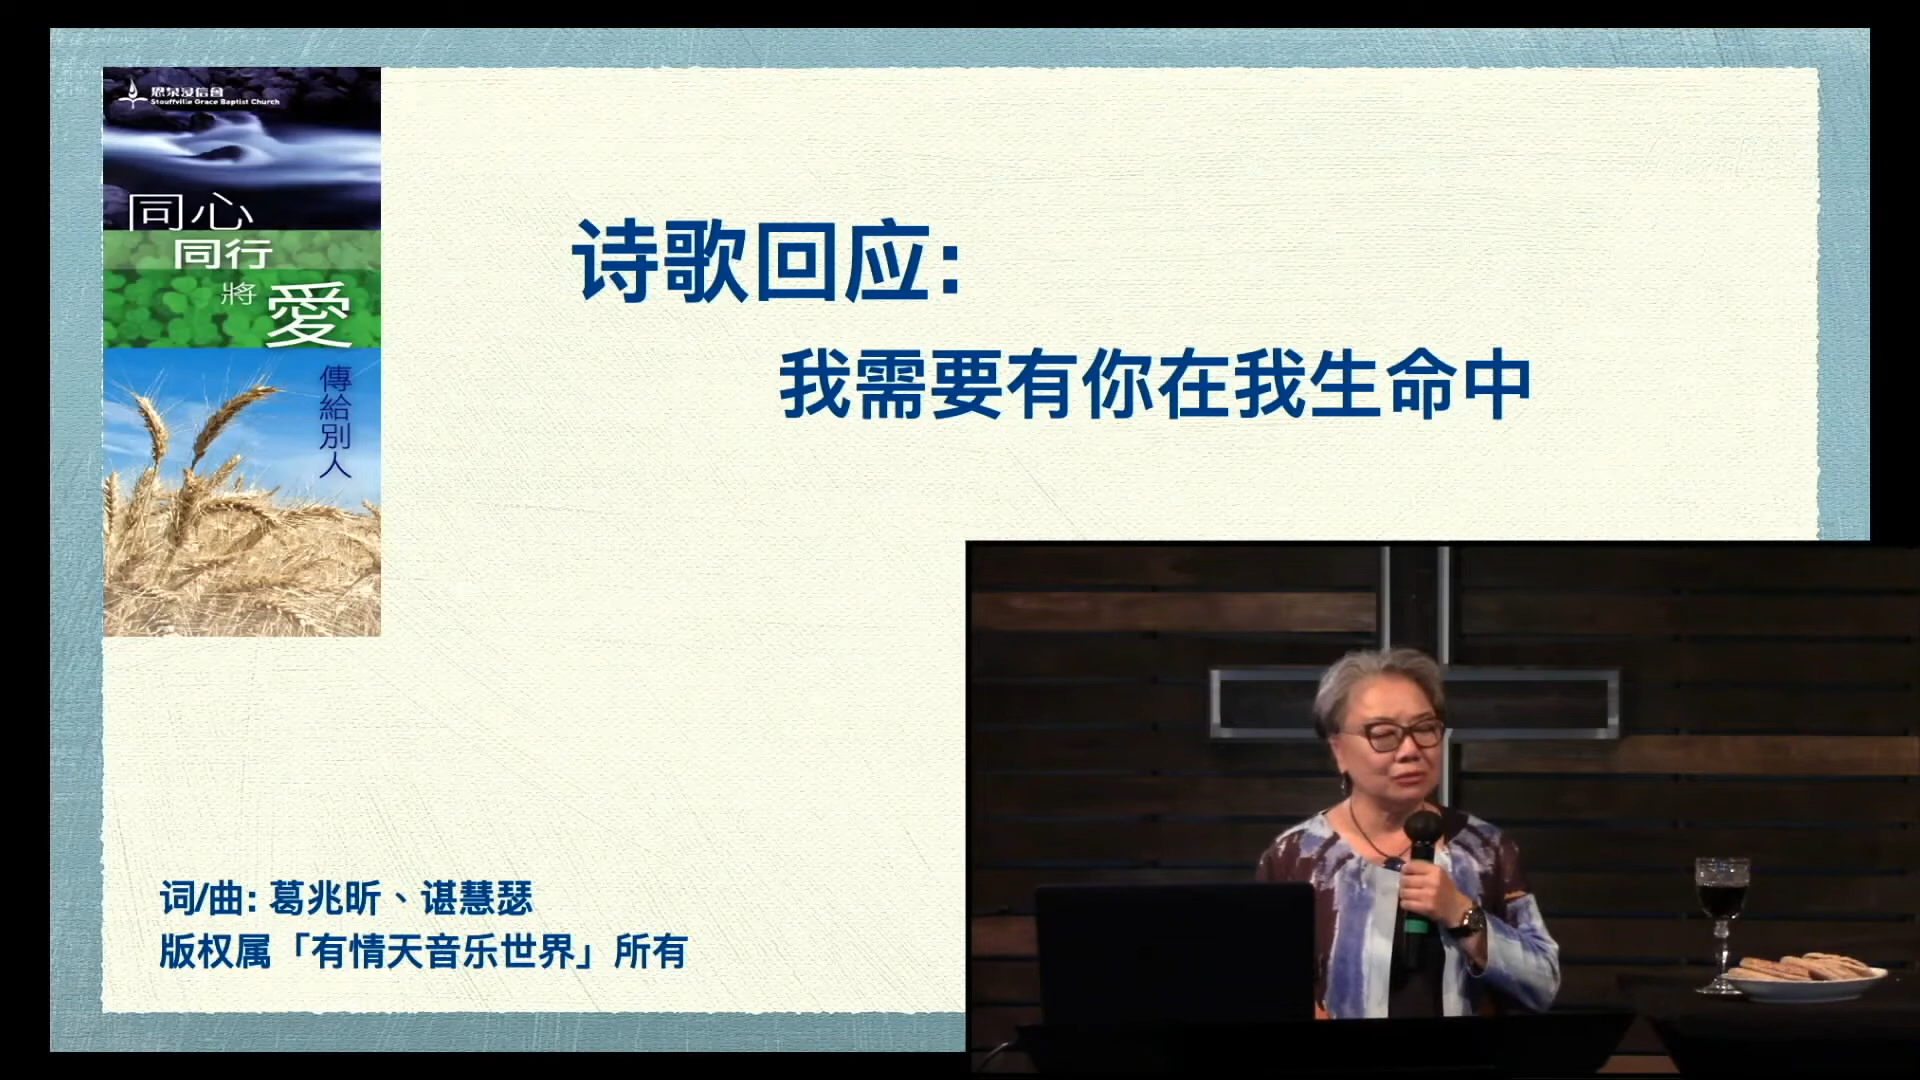 恩泉浸信會
Stouffville Grace Baptist Church
同心
同行
將愛
傳給別人
诗歌回应:
我需要有你在我生命中
词/曲: 葛兆昕、谌慧瑟
版权属「有情天音乐世界」所有